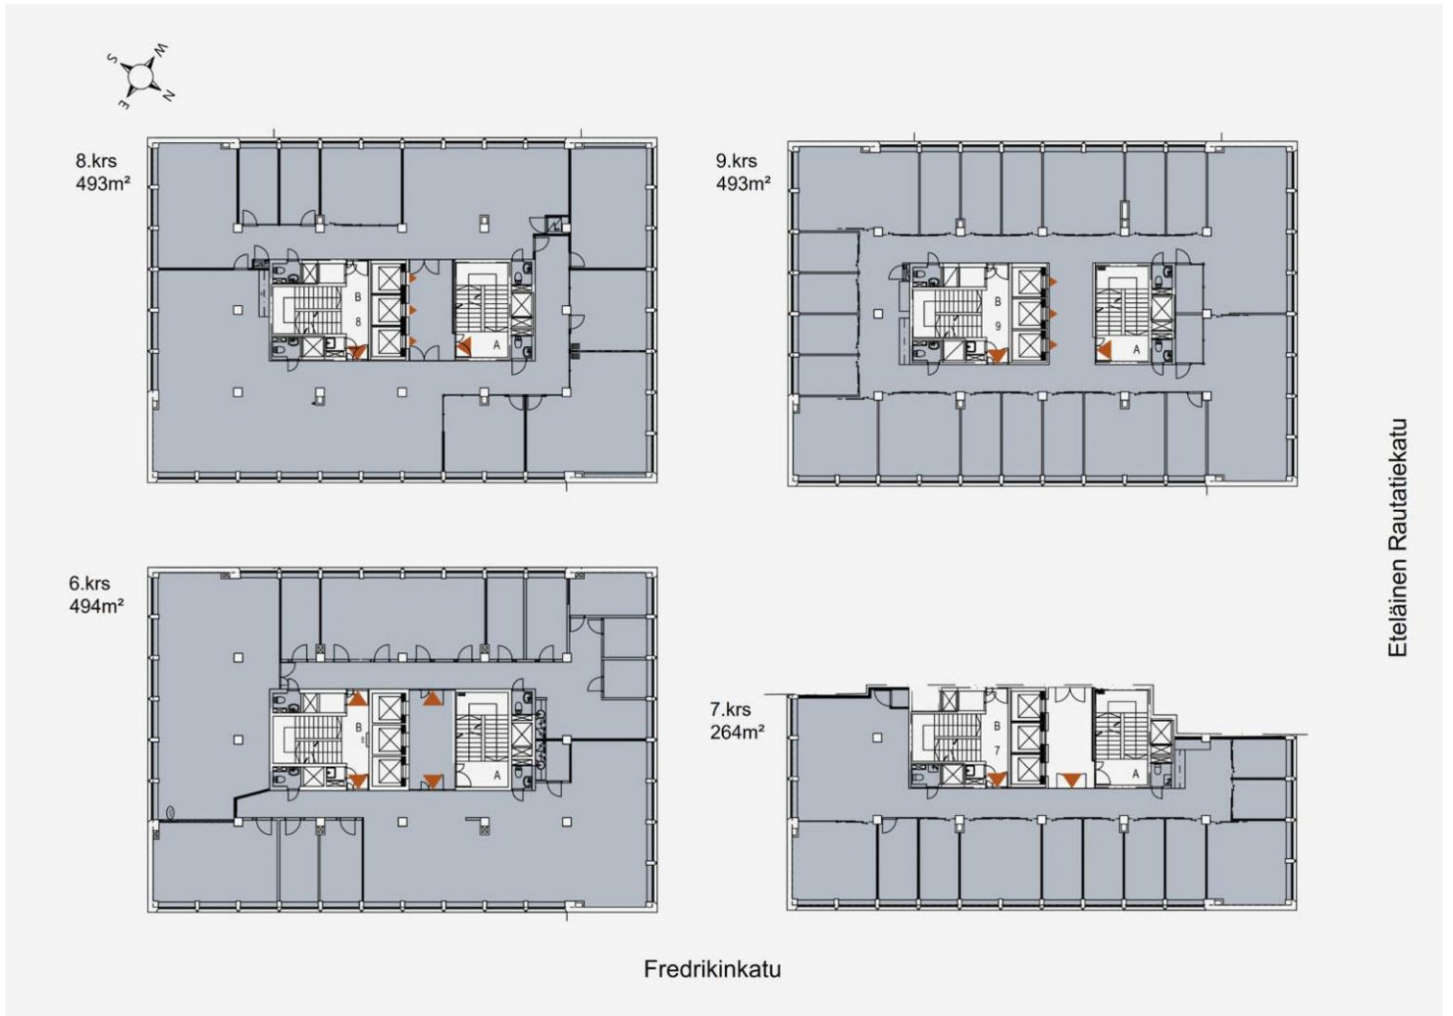 W
S
N
E
8.krs
493m²
B
8
A
9.krs
493m²
B
9
A
Eteläinen Rautatiekatu
6.krs
494m²
B
A
7.krs
264m²
B
7
A
Fredrikinkatu